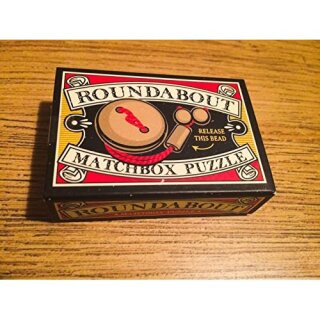 ROUNDABOUT
RELEASE
THIS BEAD
MATCHBOX PUZZLE
ROUNDABOUT